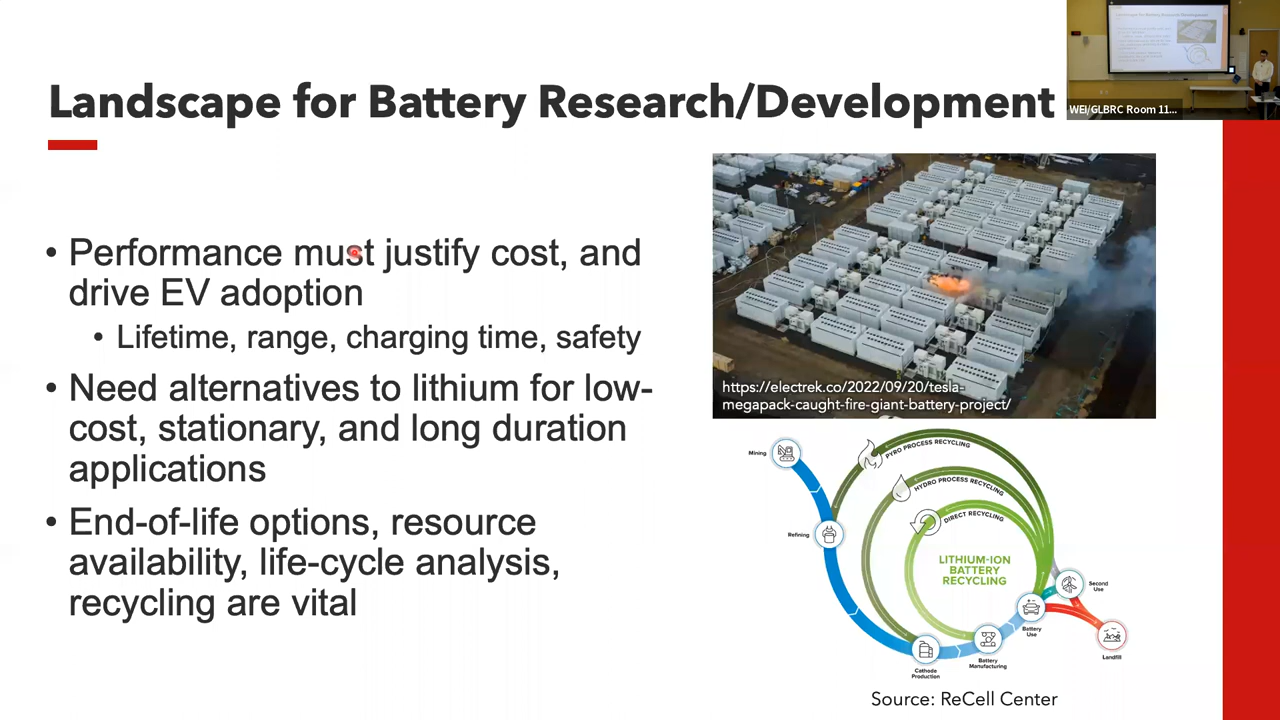 Landscape for Battery Research/Development
WEI/GLBRC Room 11...
• Performance must justify cost, and
drive EV adoption
• Lifetime, range, charging time, safety
• Need alternatives to lithium for low-
cost, stationary, and long duration
applications
• End-of-life options, resource
availability, life-cycle analysis,
recycling are vital
https://electrek.co/2022/09/20/tesla-
megapack-caught-fire-giant-battery-project/
Mining
PYRO PROCESS RECYCLING
HYDRO PROCESS RECYCLING
DIRECT RECYCLING
Refining
LITHIUM-ION
BATTERY
RECYCLING
Second
Use
Battery
Use
Landfill
Battery
Manufacturing
Cathode
Production
Source: ReCell Center